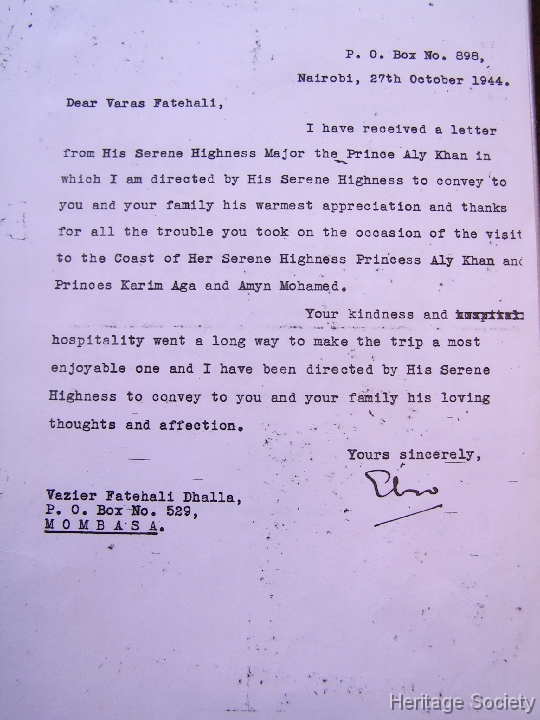 P. O. Box No. 898,
Nairobi, 27th October 1944.
Dear Varas Fatehali,
I have received a letter
from His Serene Highness Major the Prince Aly Khan in
which I am directed by His Serene Highness to convey to
you and your family his warmest appreciation and thanks
for all the trouble you took on the occasion of the visit
to the Coast of Her Serene Highness Princess Aly Khan and
Princes Karim Aga and Amyn Mohamed.
Your kindness and
hospitality went a long way to make the trip a most
enjoyable one and I have been directed by His Serene
Highness to convey to you and your family his loving
thoughts and affection.
Yours sincerely,
Vazier Fatehali Dhalla,
P. O. Box No. 529,
M O M B A S A.
Heritage Society